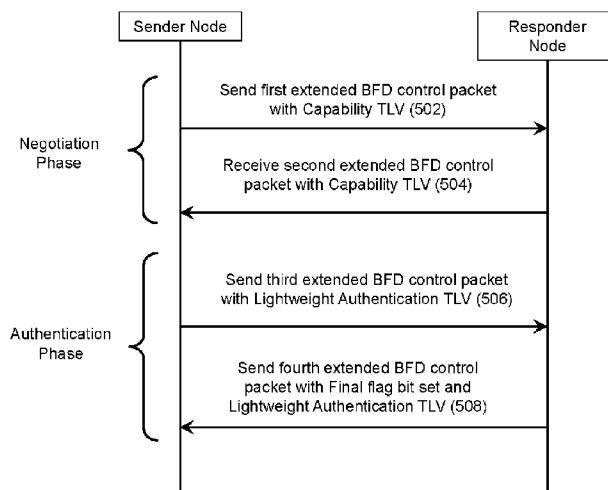 Sender Node
Responder
Node
Send first extended BFD control packet
with Capability TLV (502)
Negotiation
Phase
Receive second extended BFD control
packet with Capability TLV (504)
Send third extended BFD control packet
with Lightweight Authentication TLV (506)
Authentication
Phase
Send fourth extended BFD control
packet with Final flag bit set and
Lightweight Authentication TLV (508)